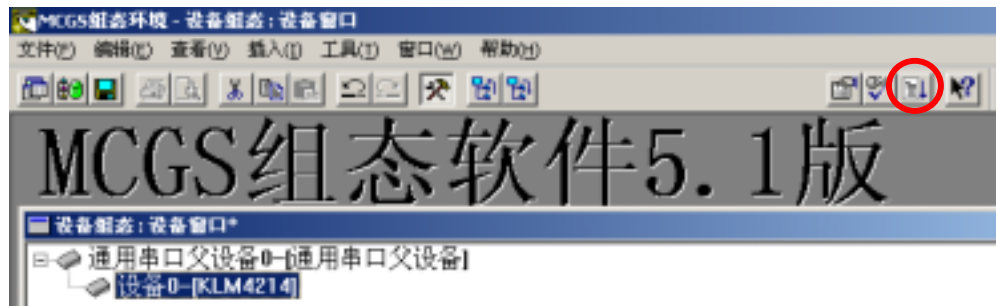 MCGS组态环境 - 设备组态:设备窗口
文件(F) 编辑(E) 查看(V) 插入(I) 工具(T) 窗口(W) 帮助(H)
MCGS组态软件5.1版
设备组态:设备窗口*
通用串口父设备0-[通用串口父设备]
设备0-[KLM4214]